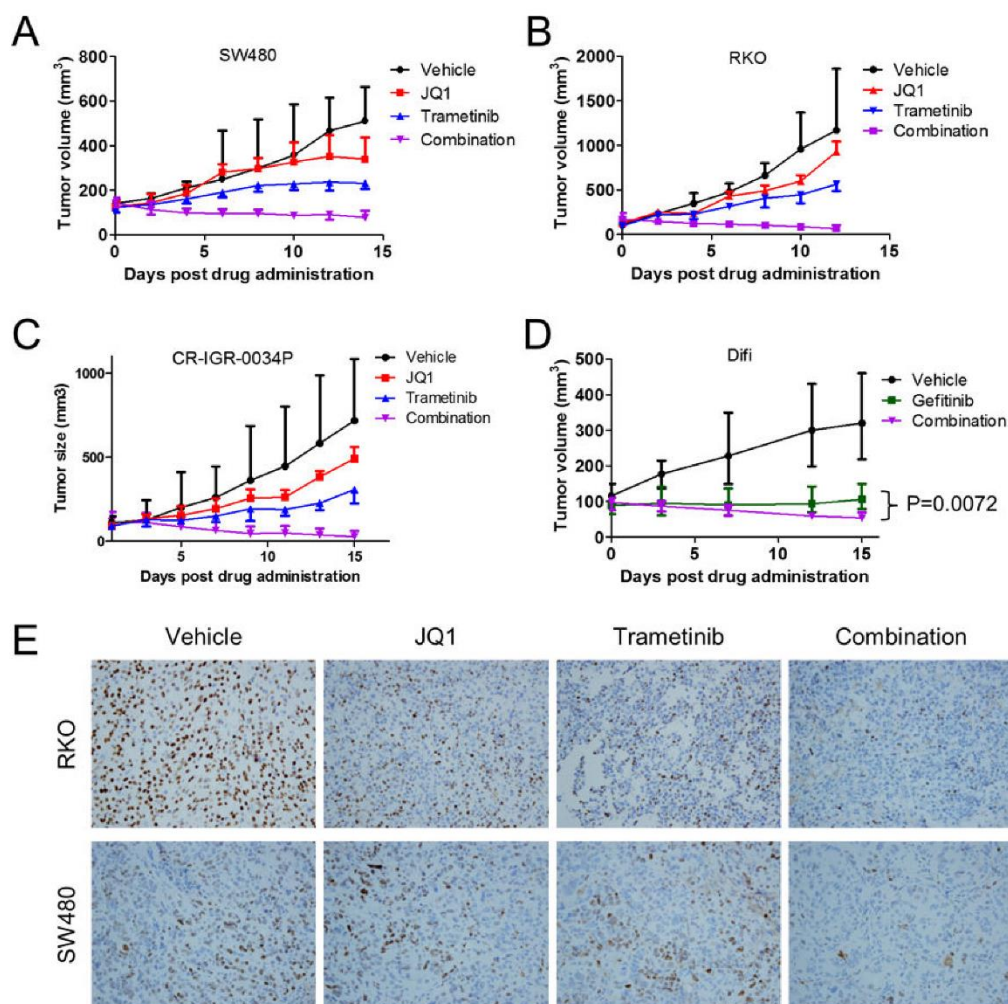 A
SW480
Tumor volume (mm3)
800
600
400
200
0
0
5
10
15
Days post drug administration
Vehicle
JQ1
Trametinib
Combination
B
RKO
Tumor volume (mm3)
2000
1500
1000
500
0
0
5
10
15
Days post drug administration
Vehicle
JQ1
Trametinib
Combination
C
CR-IGR-0034P
Tumor size (mm3)
1000
500
0
5
10
15
Days post drug administration
Vehicle
JQ1
Trametinib
Combination
D
Difi
Tumor volume (mm3)
500
400
300
200
100
0
0
5
10
15
Days post drug administration
Vehicle
Gefitinib
Combination
P=0.0072
E
Vehicle
JQ1
Trametinib
Combination
RKO
SW480